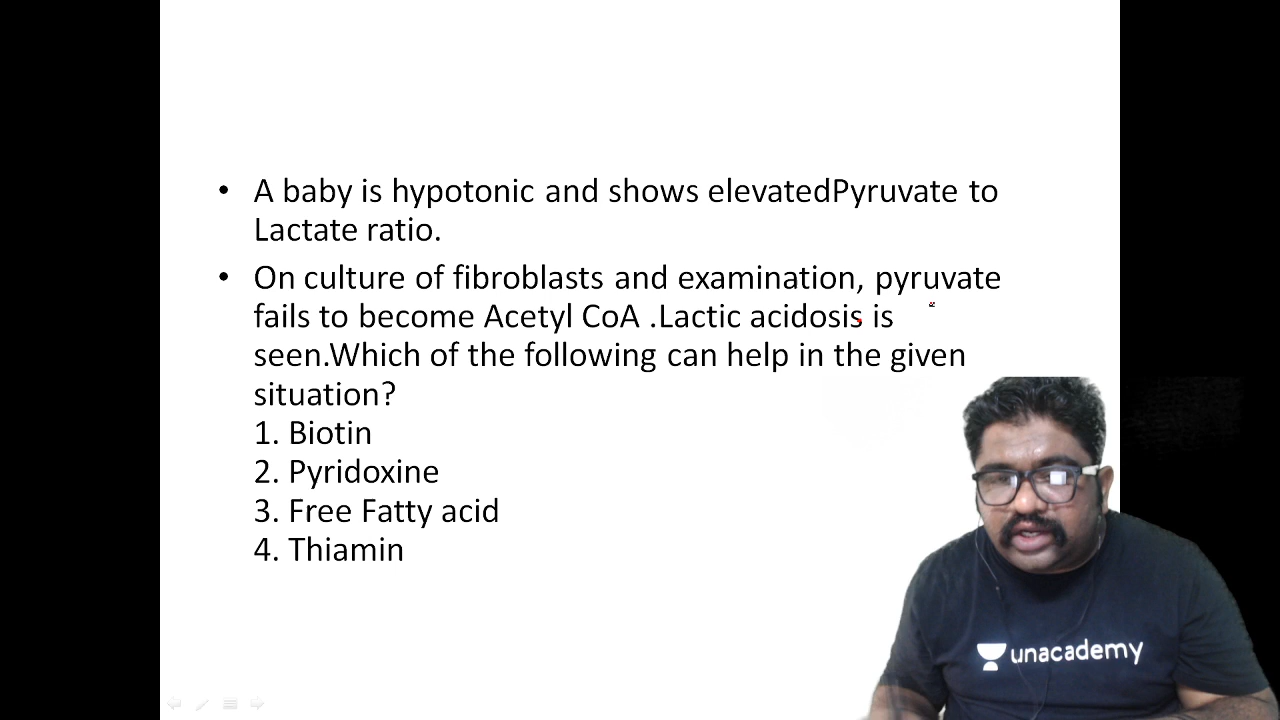 • A baby is hypotonic and shows elevatedPyruvate to
Lactate ratio.
• On culture of fibroblasts and examination, pyruvate
fails to become Acetyl CoA .Lactic acidosis is
seen.Which of the following can help in the given
situation?
1. Biotin
2. Pyridoxine
3. Free Fatty acid
4. Thiamin
unacademy